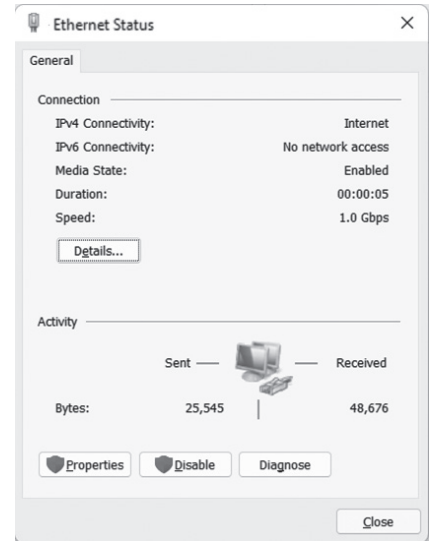 Ethernet Status
General
Connection
IPv4 Connectivity: Internet
IPv6 Connectivity: No network access
Media State: Enabled
Duration: 00:00:05
Speed: 1.0 Gbps
Details...
Activity
Sent Received
Bytes: 25,545 48,676
Properties Disable Diagnose
Close